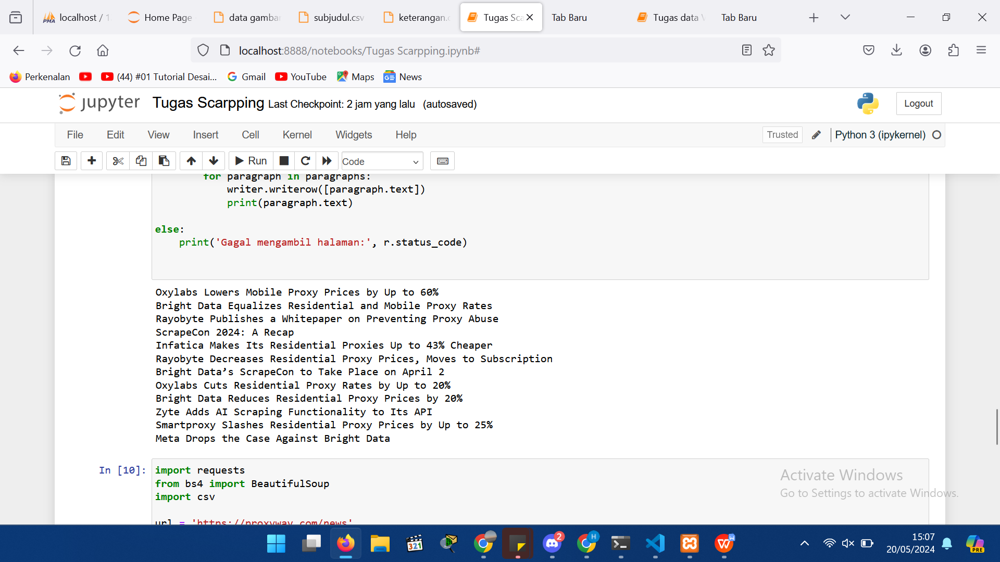 localhost / 1
Home Page
data gambar
subjudul.csv
keterangan.c
Tugas Sca
Tab Baru
Tugas data V
Tab Baru
localhost:8888/notebooks/Tugas Scarpping.ipynb#
Perkenalan
(44) #01 Tutorial Desai...
Gmail
YouTube
Maps
News
jupyter Tugas Scarpping Last Checkpoint: 2 jam yang lalu (autosaved)
Logout
File Edit View Insert Cell Kernel Widgets Help
Trusted
Python 3 (ipykernel)
Run
Code
for paragraph in paragraphs:
writer.writerow([paragraph.text])
print(paragraph.text)
else:
print('Gagal mengambil halaman:', r.status_code)
Oxylabs Lowers Mobile Proxy Prices by Up to 60%
Bright Data Equalizes Residential and Mobile Proxy Rates
Rayobyte Publishes a Whitepaper on Preventing Proxy Abuse
ScrapeCon 2024: A Recap
Infatica Makes Its Residential Proxies Up to 43% Cheaper
Rayobyte Decreases Residential Proxy Prices, Moves to Subscription
Bright Data’s ScrapeCon to Take Place on April 2
Oxylabs Cuts Residential Proxy Rates by Up to 20%
Bright Data Reduces Residential Proxy Prices by 20%
Zyte Adds AI Scraping Functionality to Its API
Smartproxy Slashes Residential Proxy Prices by Up to 25%
Meta Drops the Case Against Bright Data
In [10]:
import requests
from bs4 import BeautifulSoup
import csv
url = 'https://proxyway.com/news'
Activate Windows
Go to Settings to activate Windows.
321
2
H
W
15:07
20/05/2024
PRE